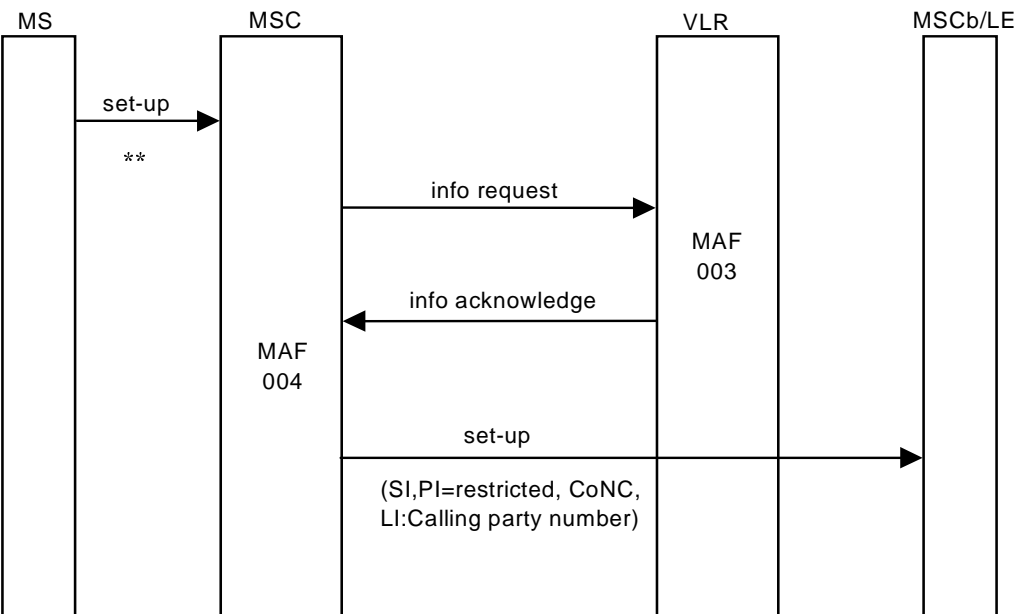 MS
MSC
VLR
MSCb/LE
set-up
**
info request
MAF
003
info acknowledge
MAF
004
set-up
(SI,PI=restricted, CoNC,
LI:Calling party number)